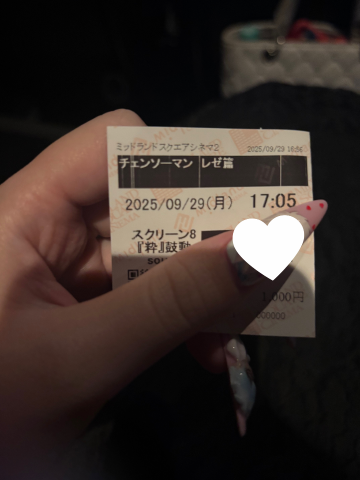 ミッドランドスクエアシネマ2 2025/09/29 16:56
チェンソーマン レゼ篇
2025/09/29(月) 17:05
スクリーン8
『粋』鼓動
000円